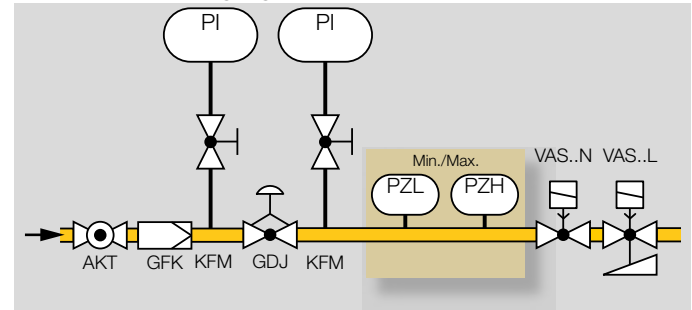 PI PI
Min./Max. VAS..N VAS..L
PZL PZH
AKT GFK KFM GDJ KFM